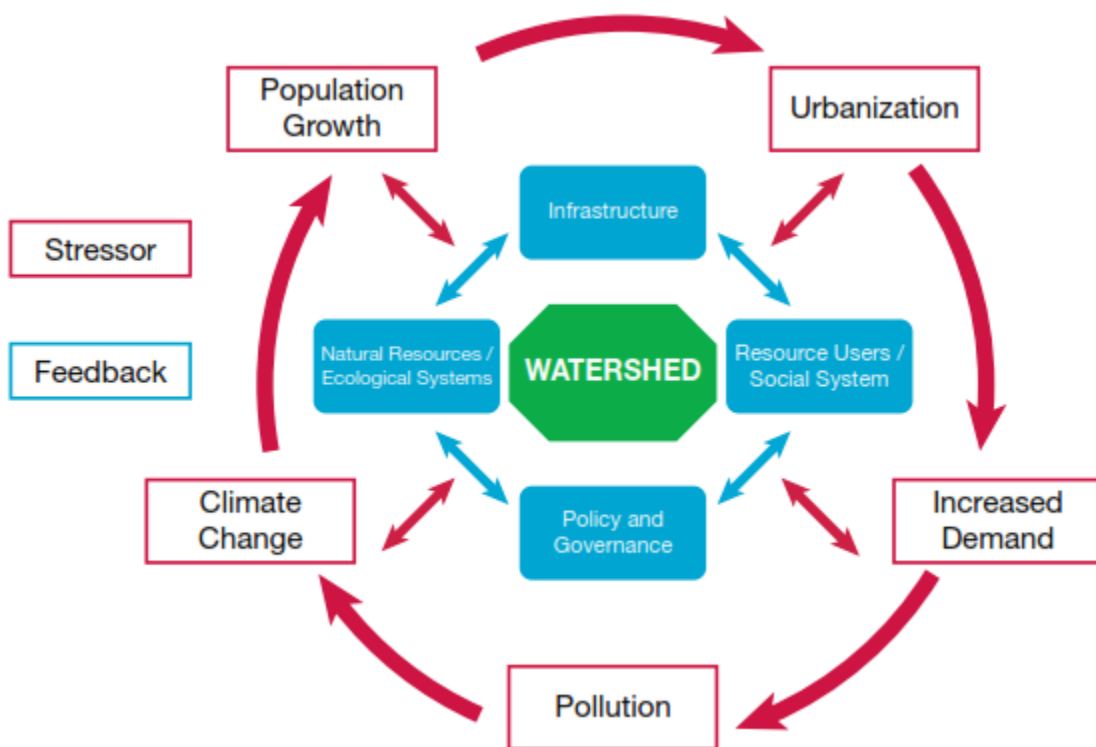 Population
Growth
Urbanization
Infrastructure
Stressor
Feedback
Natural Resources /
Ecological Systems
WATERSHED
Resource Users /
Social System
Climate
Change
Policy and
Governance
Increased
Demand
Pollution